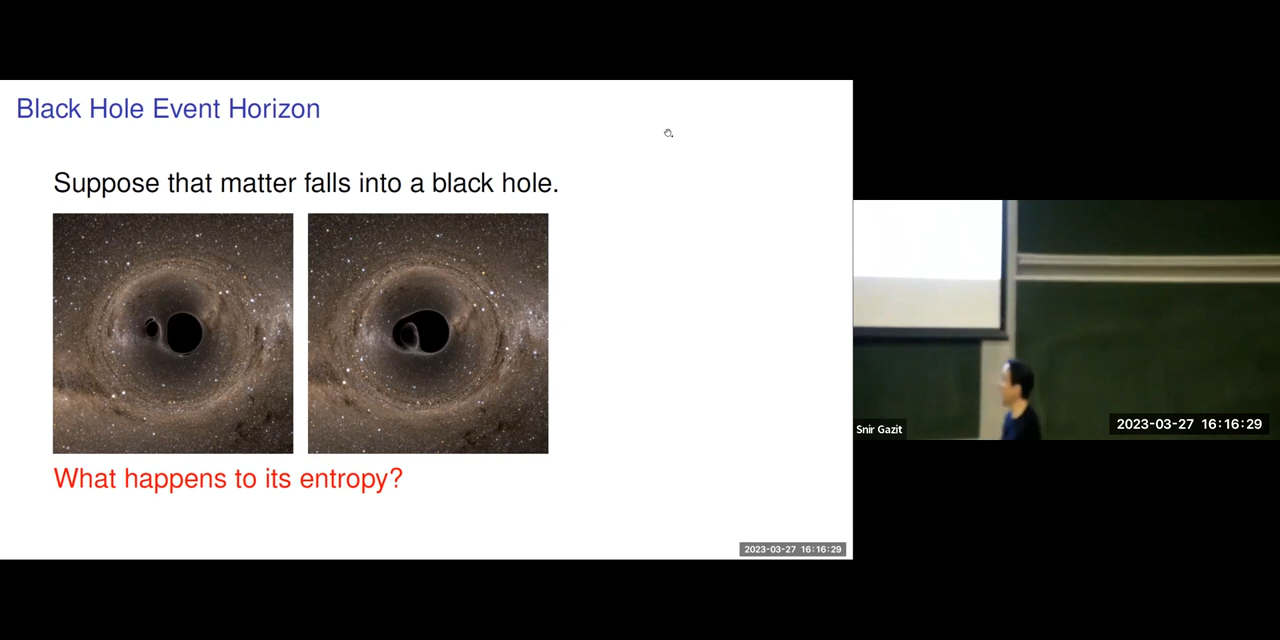 Black Hole Event Horizon
Suppose that matter falls into a black hole.
What happens to its entropy?
2023-03-27 16:16:29
Snir Gazit
2023-03-27 16:16:29